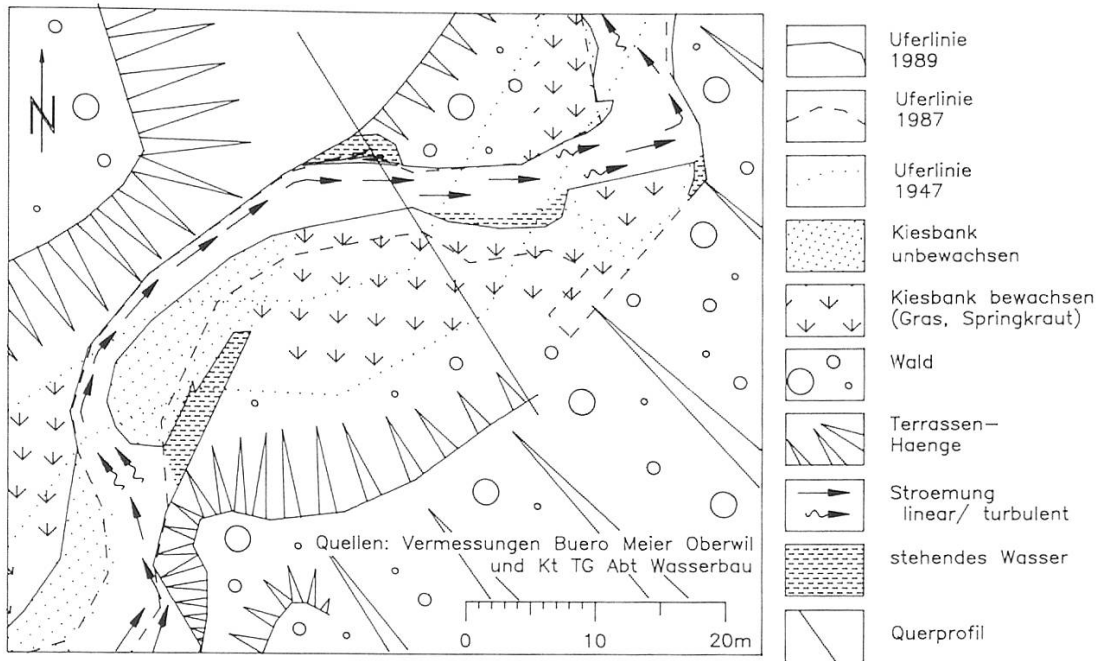 N
Quellen: Vermessungen Buero Meier Oberwil
und Kt TG Abt Wasserbau
0 10 20m
Uferlinie
1989
Uferlinie
1987
Uferlinie
1947
Kiesbank
unbewachsen
Kiesbank bewachsen
(Gras, Springkraut)
Wald
Terrassen-
Haenge
Stroemung
linear/ turbulent
stehendes Wasser
Querprofil